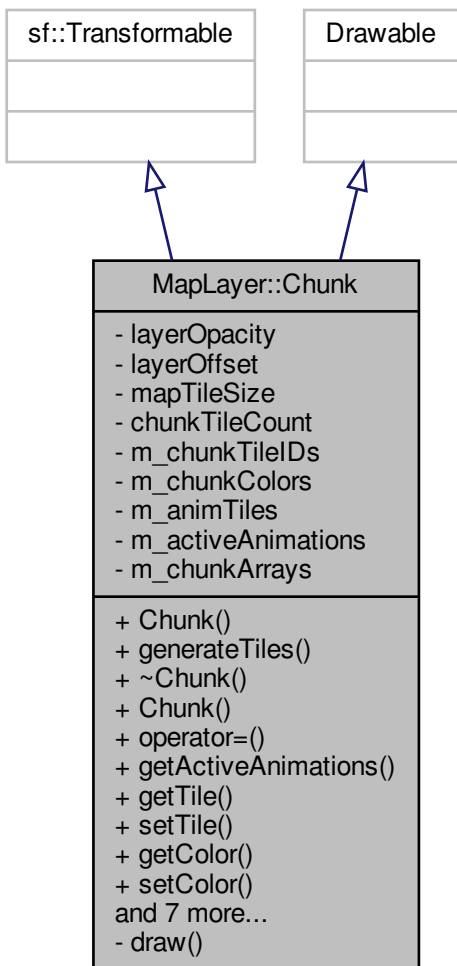 sf::Transformable
Drawable
MapLayer::Chunk
- layerOpacity
- layerOffset
- mapTileSize
- chunkTileCount
- m_chunkTileIDs
- m_chunkColors
- m_animTiles
- m_activeAnimations
- m_chunkArrays
+ Chunk()
+ generateTiles()
+ ~Chunk()
+ Chunk()
+ operator=()
+ getActiveAnimations()
+ getTile()
+ setTile()
+ getColor()
+ setColor()
and 7 more...
- draw()